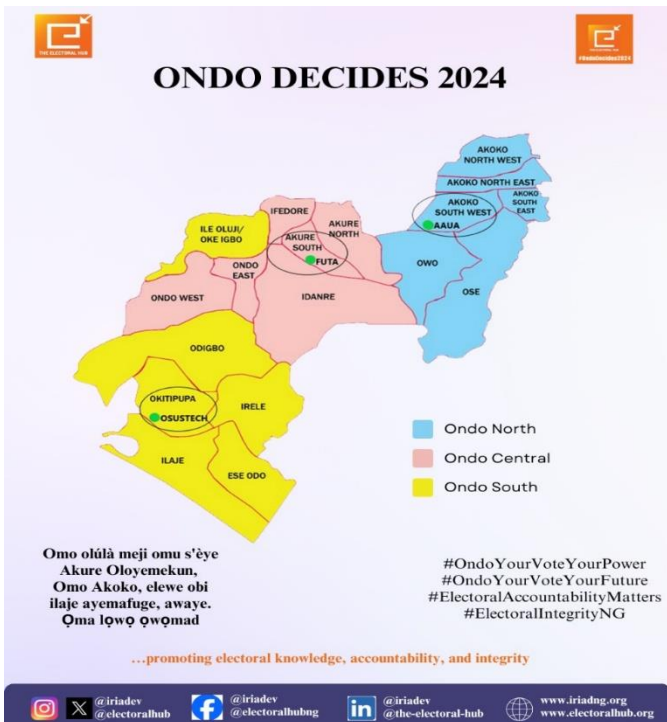 THE ELECTORAL HUB
#OndoDecides2024
ONDO DECIDES 2024
AKOKO
NORTH WEST
AKOKO NORTH EAST
AKOKO
SOUTH WEST
AKOKO
SOUTH
EAST
AAUA
IFEDORE
AKURE
NORTH
ILE OLUJI/
OKE IGBO
AKURE
SOUTH
FUTA
OWO
OSE
ONDO
EAST
ONDO WEST
IDANRE
ODIGBO
OKITIPUPA
OSUSTECH
IRELE
ILAJE
ESE ODO
Ondo North
Ondo Central
Ondo South
Omo olúlà meji omu s'èye
Akure Oloyemekun,
Omo Akoko, elewe obi
ilaje ayemafuge, awaye.
Ọma lọwọ ọwọmad
#OndoYourVoteYourPower
#OndoYourVoteYourFuture
#ElectoralAccountabilityMatters
#ElectoralIntegrityNG
...promoting electoral knowledge, accountability, and integrity
@iriadev
@electoralhub
@iriadev
@electoralhubng
@iriadev
@the-electoral-hub
www.iriadng.org
www.electoralhub.org